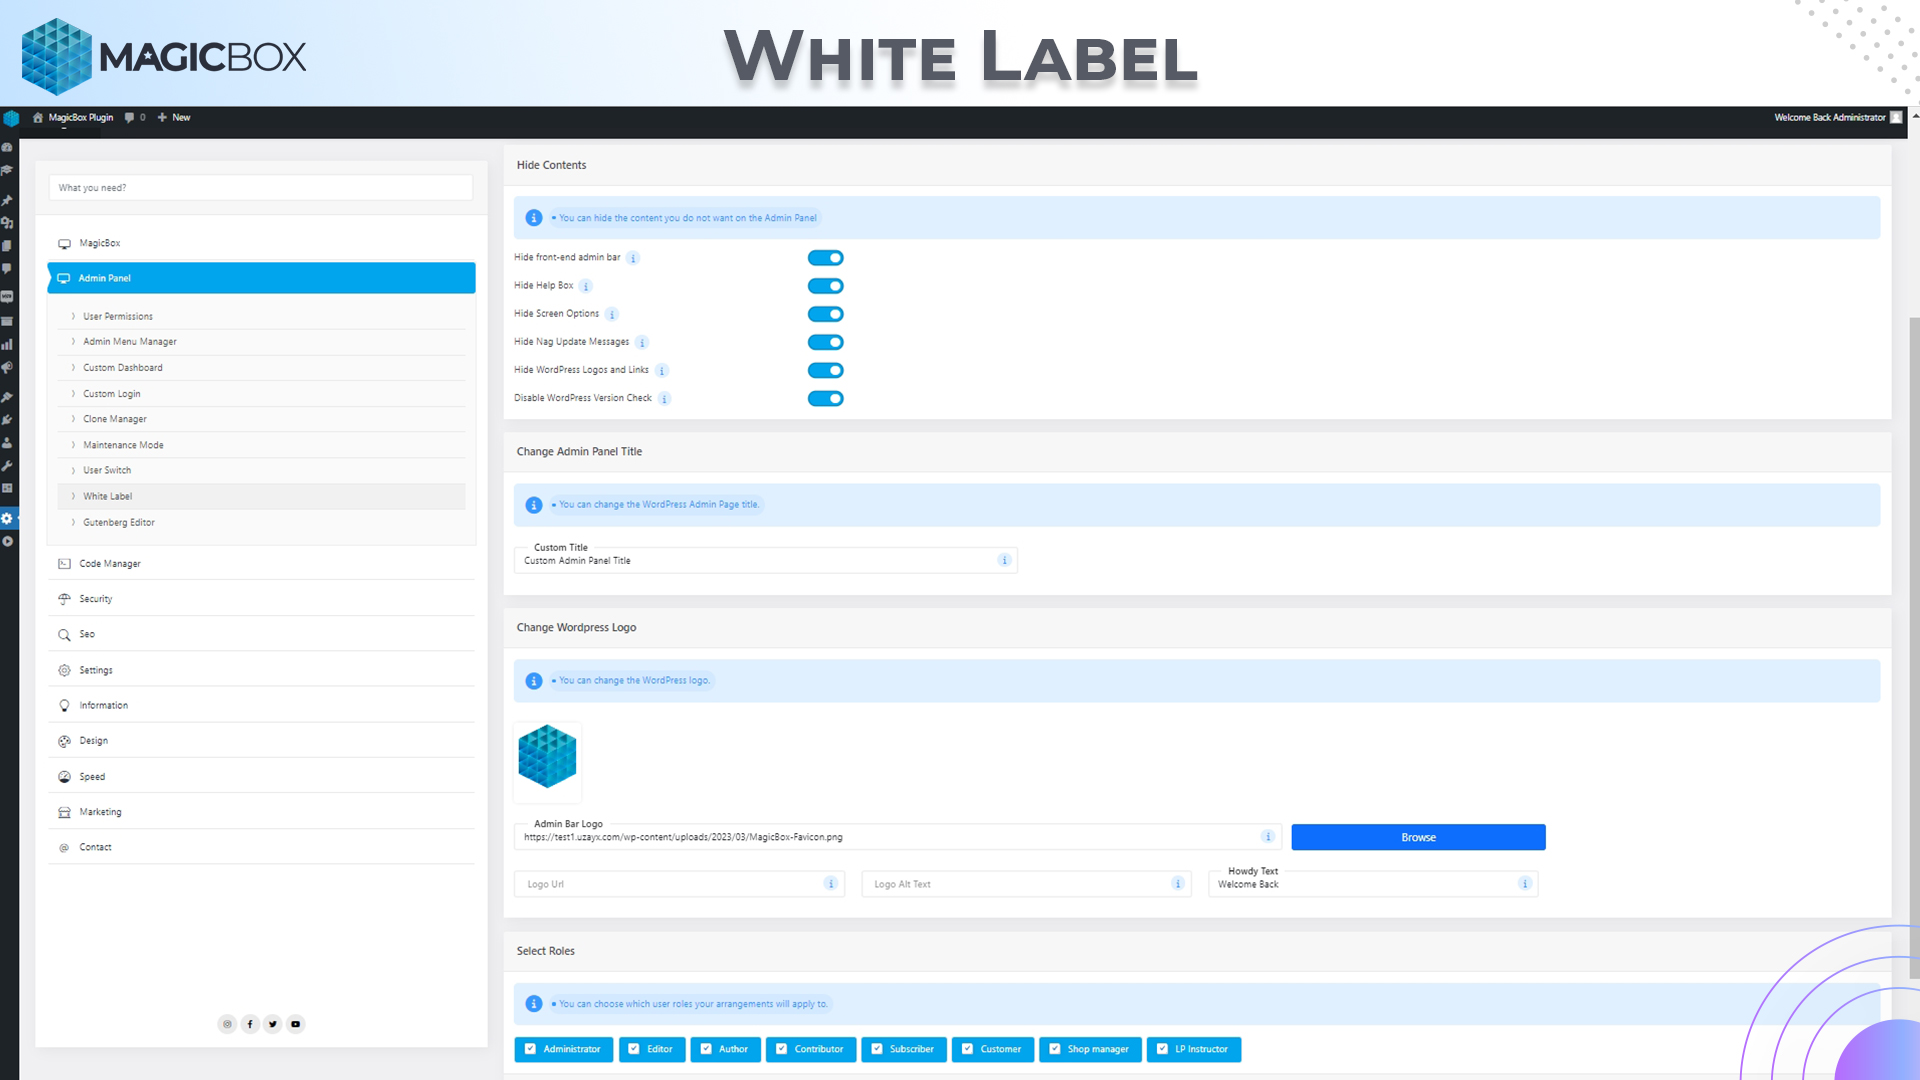 MAGICBOX
WHITE LABEL
MagicBox Plugin
0
New
Welcome Back Administrator
What you need?
MagicBox
Admin Panel
User Permissions
Admin Menu Manager
Custom Dashboard
Custom Login
Clone Manager
Maintenance Mode
User Switch
White Label
Gutenberg Editor
Code Manager
Security
Seo
Settings
Information
Design
Speed
Marketing
Contact
Hide Contents
You can hide the content you do not want on the Admin Panel
Hide front-end admin bar
Hide Help Box
Hide Screen Options
Hide Nag Update Messages
Hide WordPress Logos and Links
Disable WordPress Version Check
Change Admin Panel Title
You can change the WordPress Admin Page title.
Custom Title
Custom Admin Panel Title
Change Wordpress Logo
You can change the WordPress logo.
Admin Bar Logo
https://test1.uzayx.com/wp-content/uploads/2023/03/MagicBox-Favicon.png
Browse
Logo Url
Logo Alt Text
Howdy Text
Welcome Back
Select Roles
You can choose which user roles your arrangements will apply to.
Administrator
Editor
Author
Contributor
Subscriber
Customer
Shop manager
LP Instructor